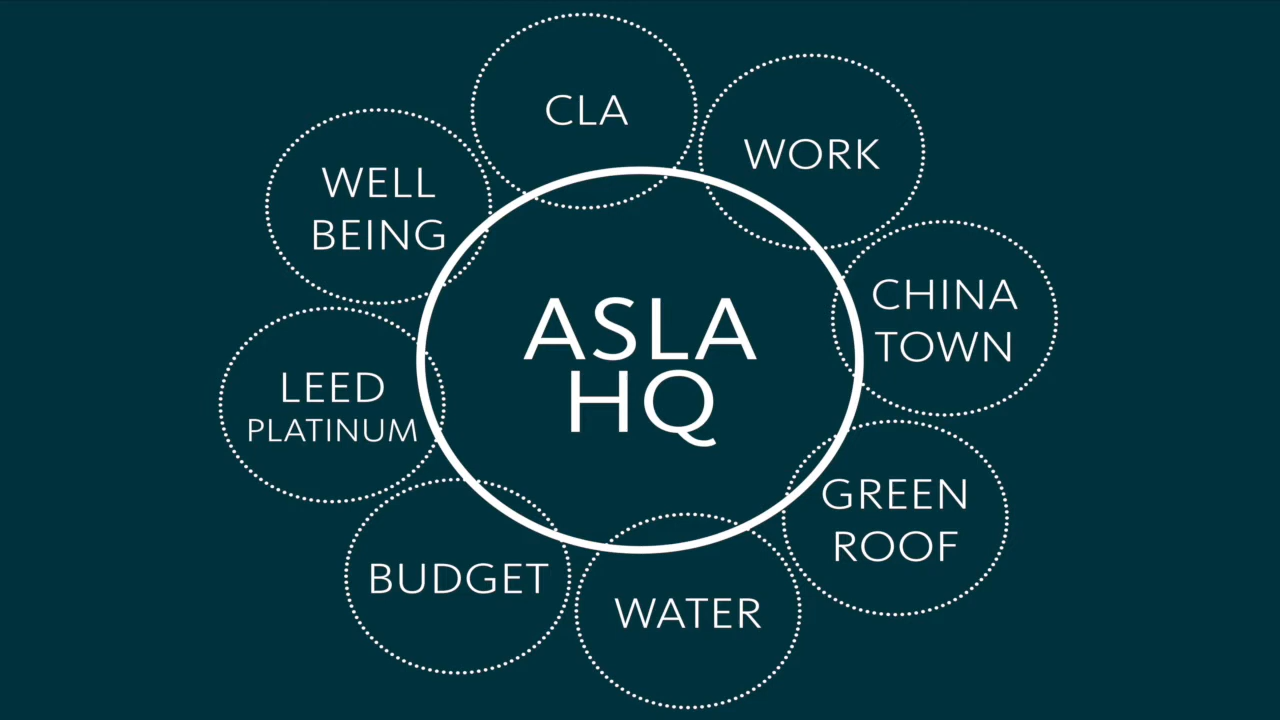 CLA
WORK
WELL
BEING
CHINA
TOWN
ASLA
HQ
LEED
PLATINUM
GREEN
ROOF
BUDGET
WATER